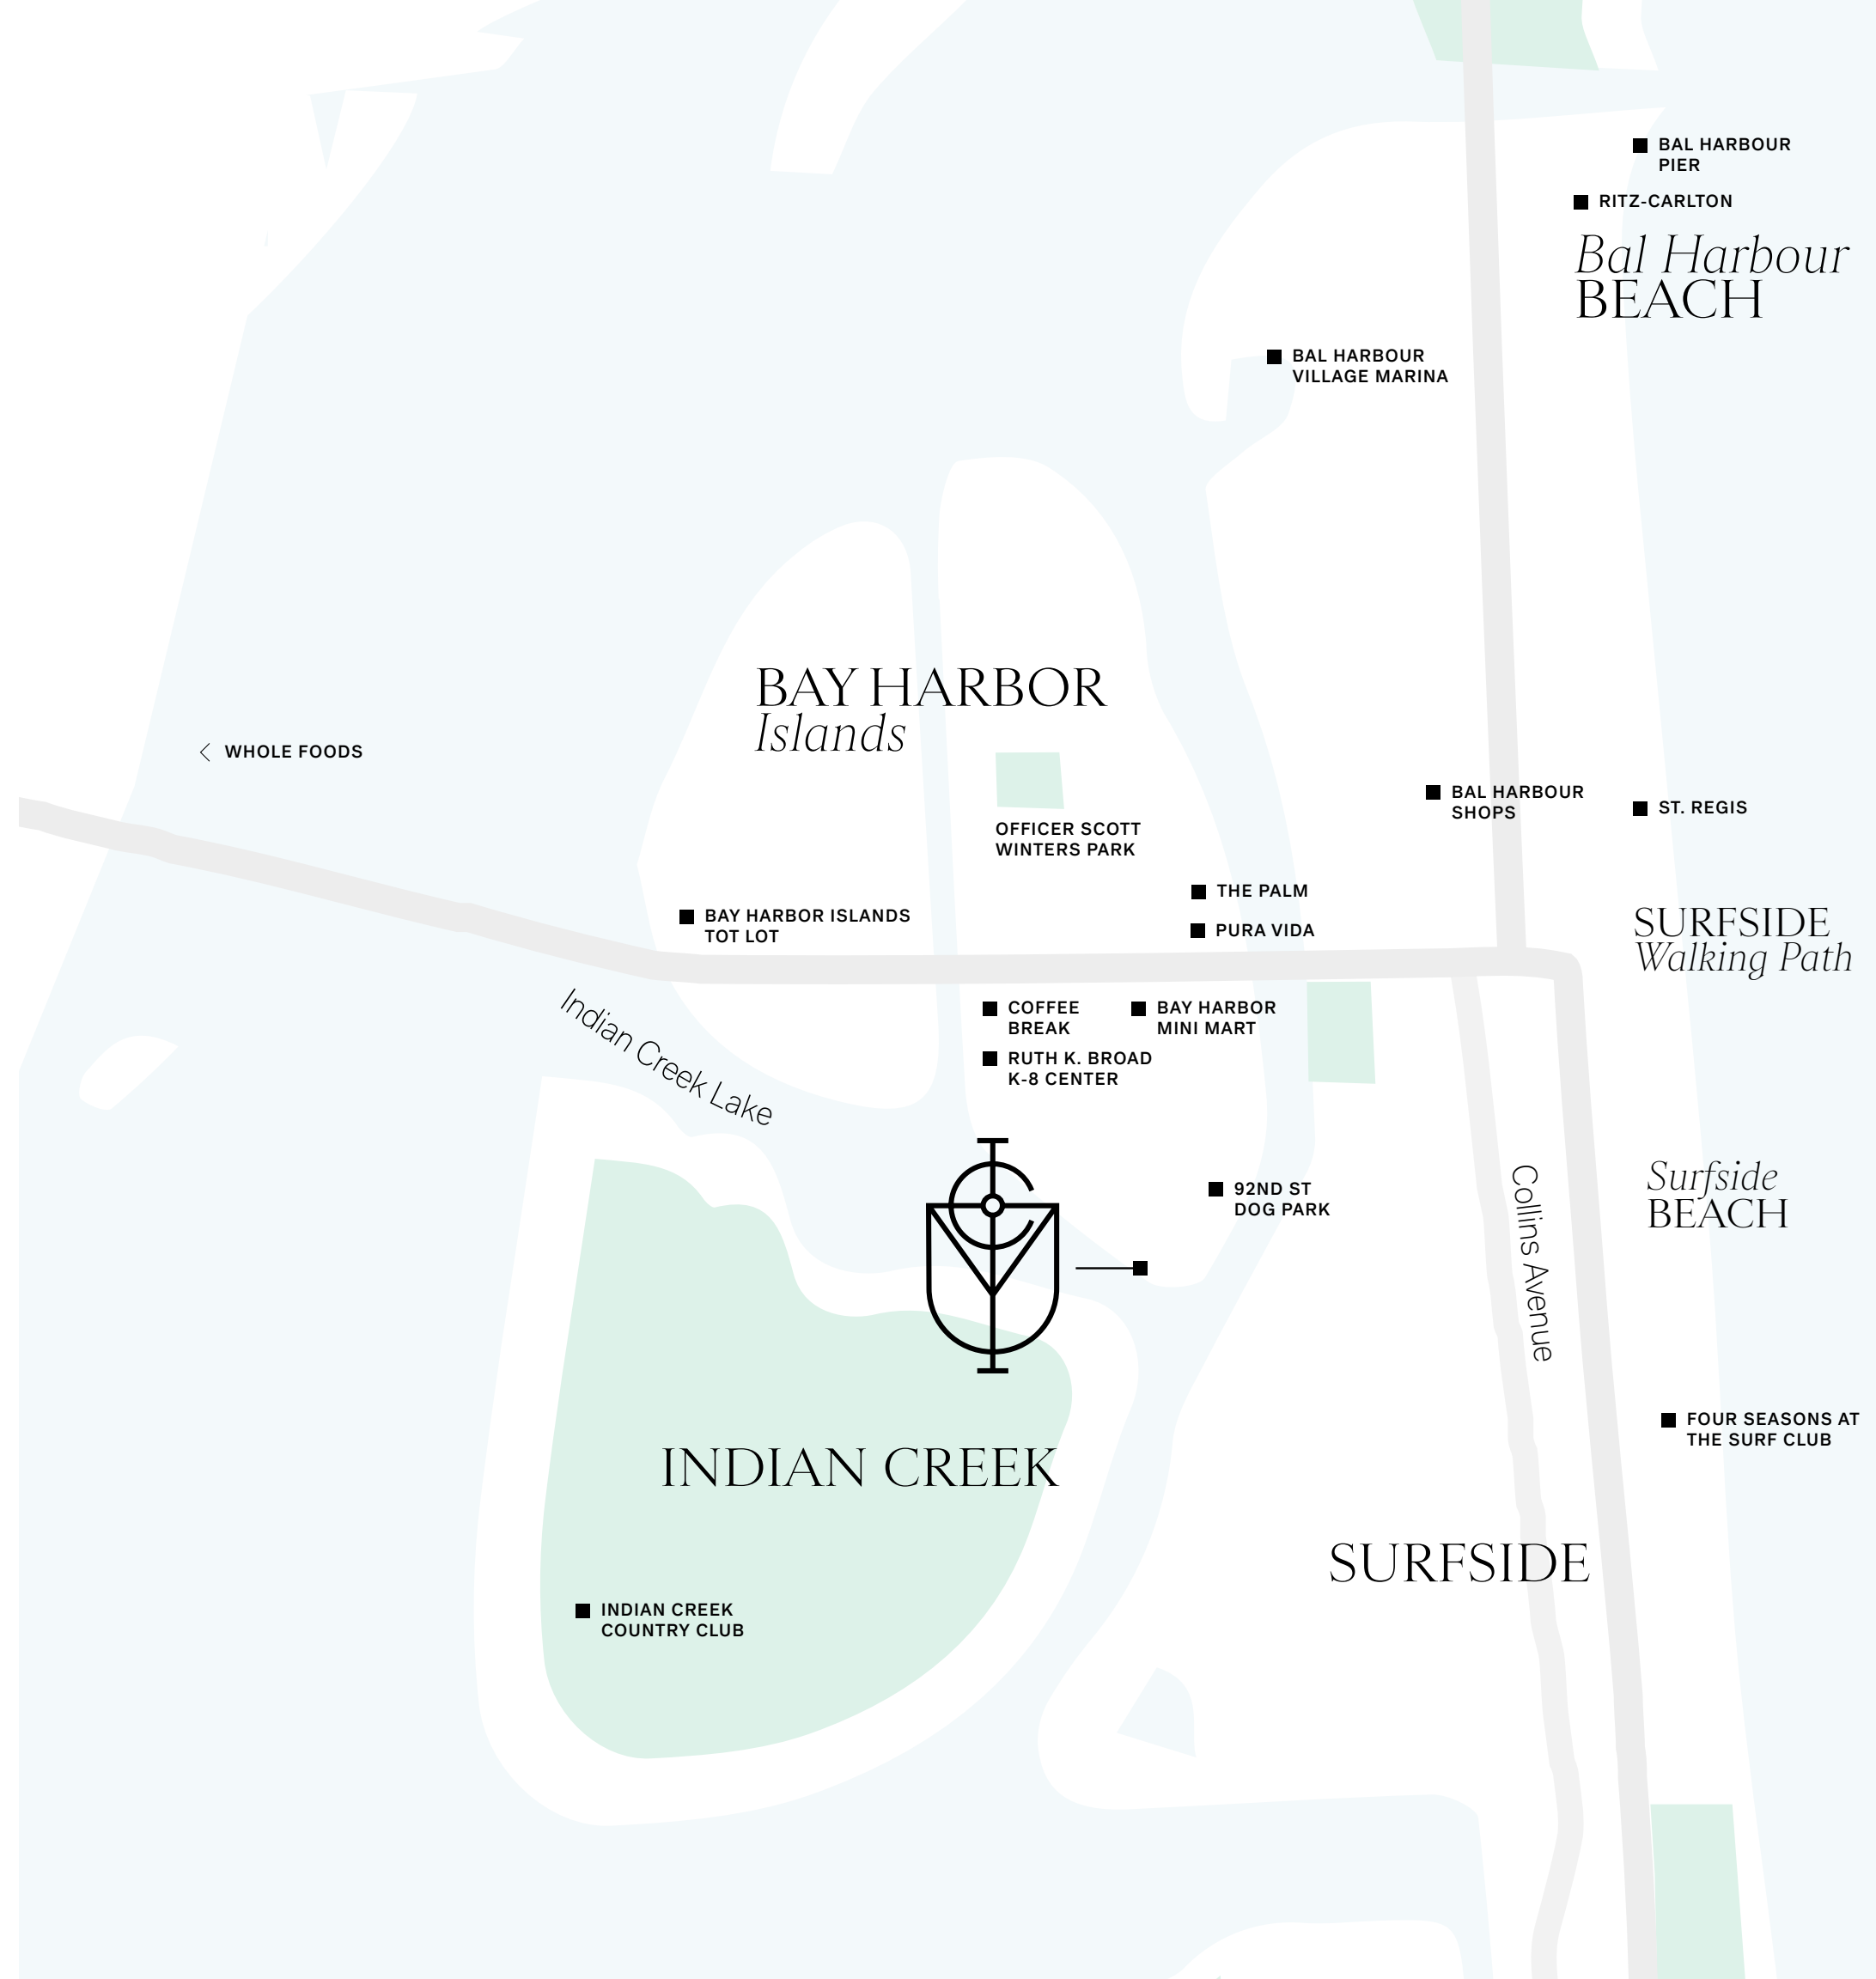 BAL HARBOUR
PIER
RITZ-CARLTON
Bal Harbour
BEACH
BAL HARBOUR
VILLAGE MARINA
BAY HARBOR
Islands
WHOLE FOODS
BAL HARBOUR
SHOPS
ST. REGIS
OFFICER SCOTT
WINTERS PARK
THE PALM
BAY HARBOR ISLANDS
TOT LOT
PURA VIDA
SURFSIDE
Walking Path
Indian Creek Lake
COFFEE
BREAK
BAY HARBOR
MINI MART
RUTH K. BROAD
K-8 CENTER
92ND ST
DOG PARK
Collins Avenue
Surfside
BEACH
FOUR SEASONS AT
THE SURF CLUB
INDIAN CREEK
SURFSIDE
INDIAN CREEK
COUNTRY CLUB